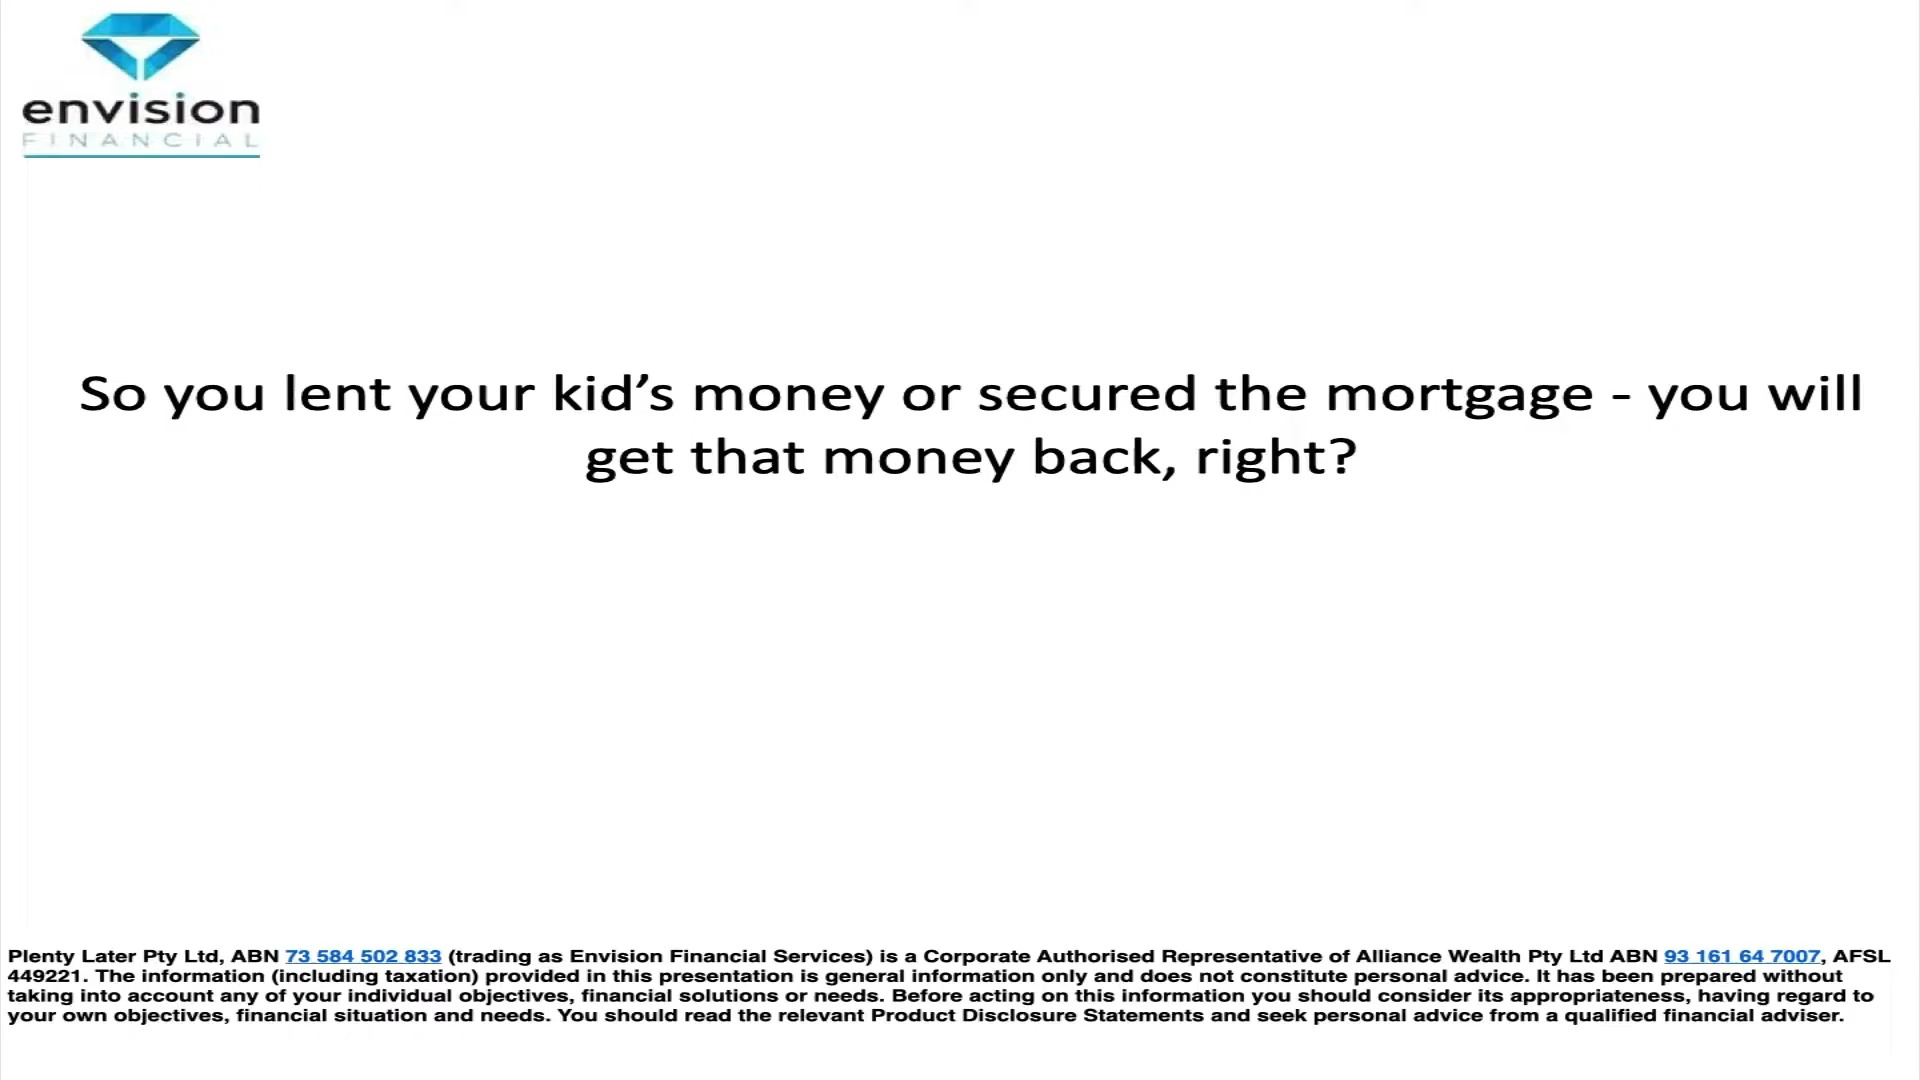 envision
FINANCIAL
So you lent your kid’s money or secured the mortgage - you will
get that money back, right?
Plenty Later Pty Ltd, ABN 73 584 502 833 (trading as Envision Financial Services) is a Corporate Authorised Representative of Alliance Wealth Pty Ltd ABN 93 161 64 7007, AFSL
449221. The information (including taxation) provided in this presentation is general information only and does not constitute personal advice. It has been prepared without
taking into account any of your individual objectives, financial solutions or needs. Before acting on this information you should consider its appropriateness, having regard to
your own objectives, financial situation and needs. You should read the relevant Product Disclosure Statements and seek personal advice from a qualified financial adviser.